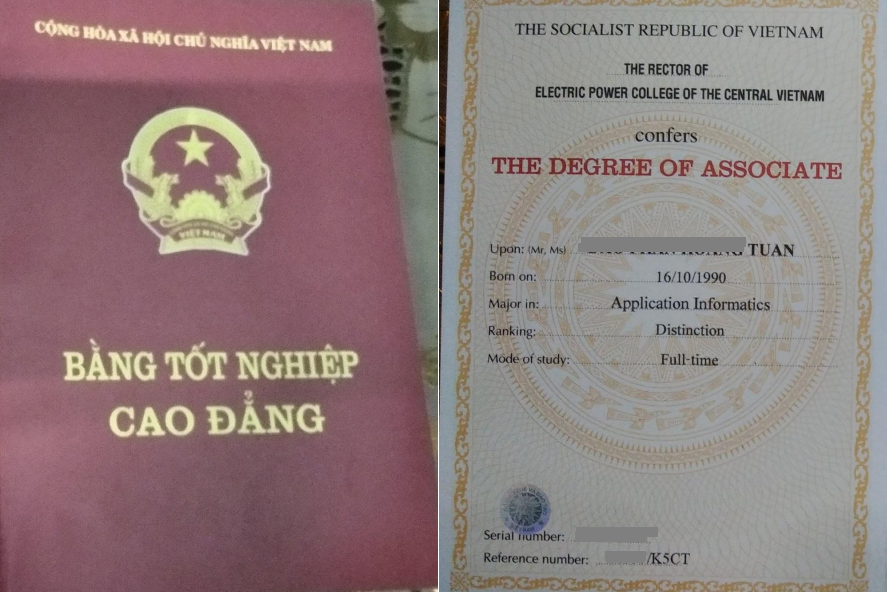 CỘNG HÒA XÃ HỘI CHỦ NGHĨA VIỆT NAM
VIỆT NAM
BẰNG TỐT NGHIỆP
CAO ĐẲNG
THE SOCIALIST REPUBLIC OF VIETNAM
THE RECTOR OF
ELECTRIC POWER COLLEGE OF THE CENTRAL VIETNAM
confers
THE DEGREE OF ASSOCIATE
Upon: (Mr, Ms) TUAN
Born on: 16/10/1990
Major in: Application Informatics
Ranking: Distinction
Mode of study: Full-time
Serial number:
Reference number: /K5CT